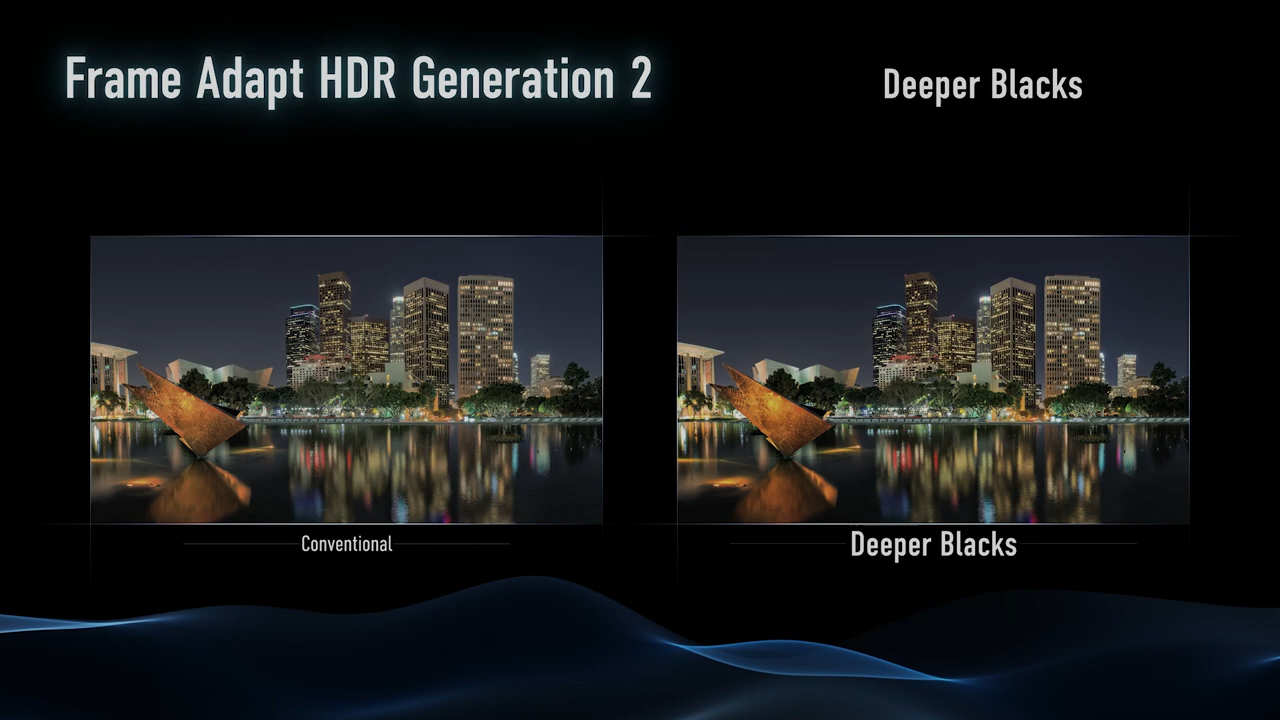 Frame Adapt HDR Generation 2
Deeper Blacks
Conventional
Deeper Blacks